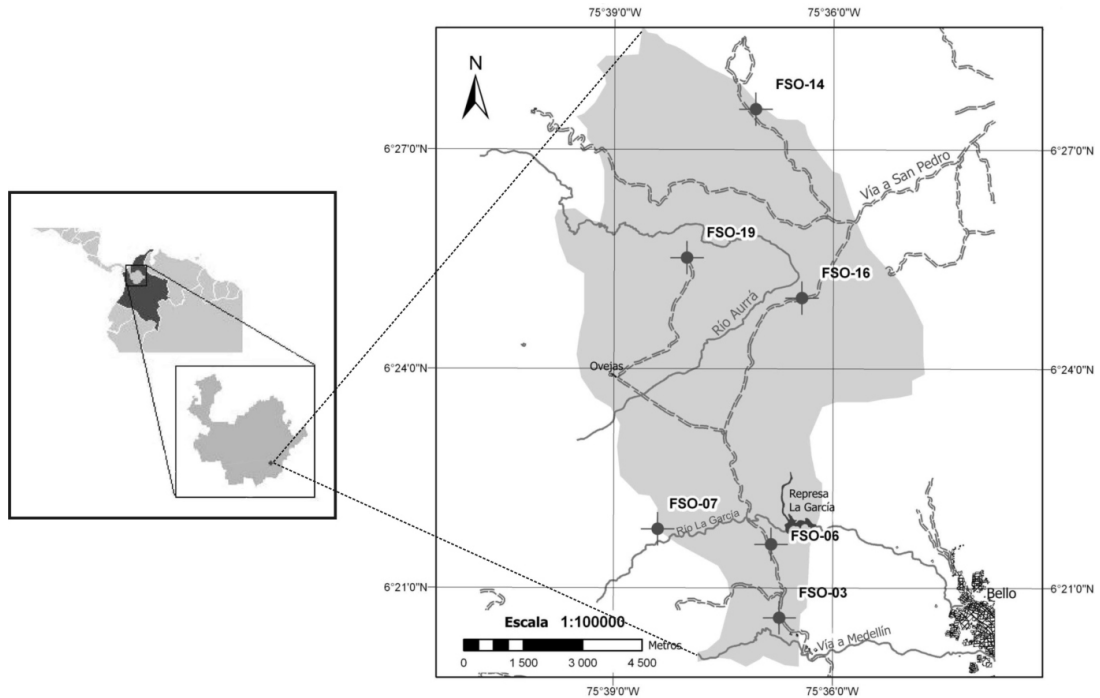 75°39'0"W
75°36'0"W
N
FSO-14
6°27'0"N
6°27'0"N
Vía a San Pedro
FSO-19
FSO-16
Río Aurrá
Ovejas
6°24'0"N
6°24'0"N
Represa
La García
FSO-07
Río La García
FSO-06
6°21'0"N
6°21'0"N
Bello
FSO-03
Escala 1:100000
Metros
Vía a Medellín
0 1 500 3 000 4 500
75°39'0"W
75°36'0"W